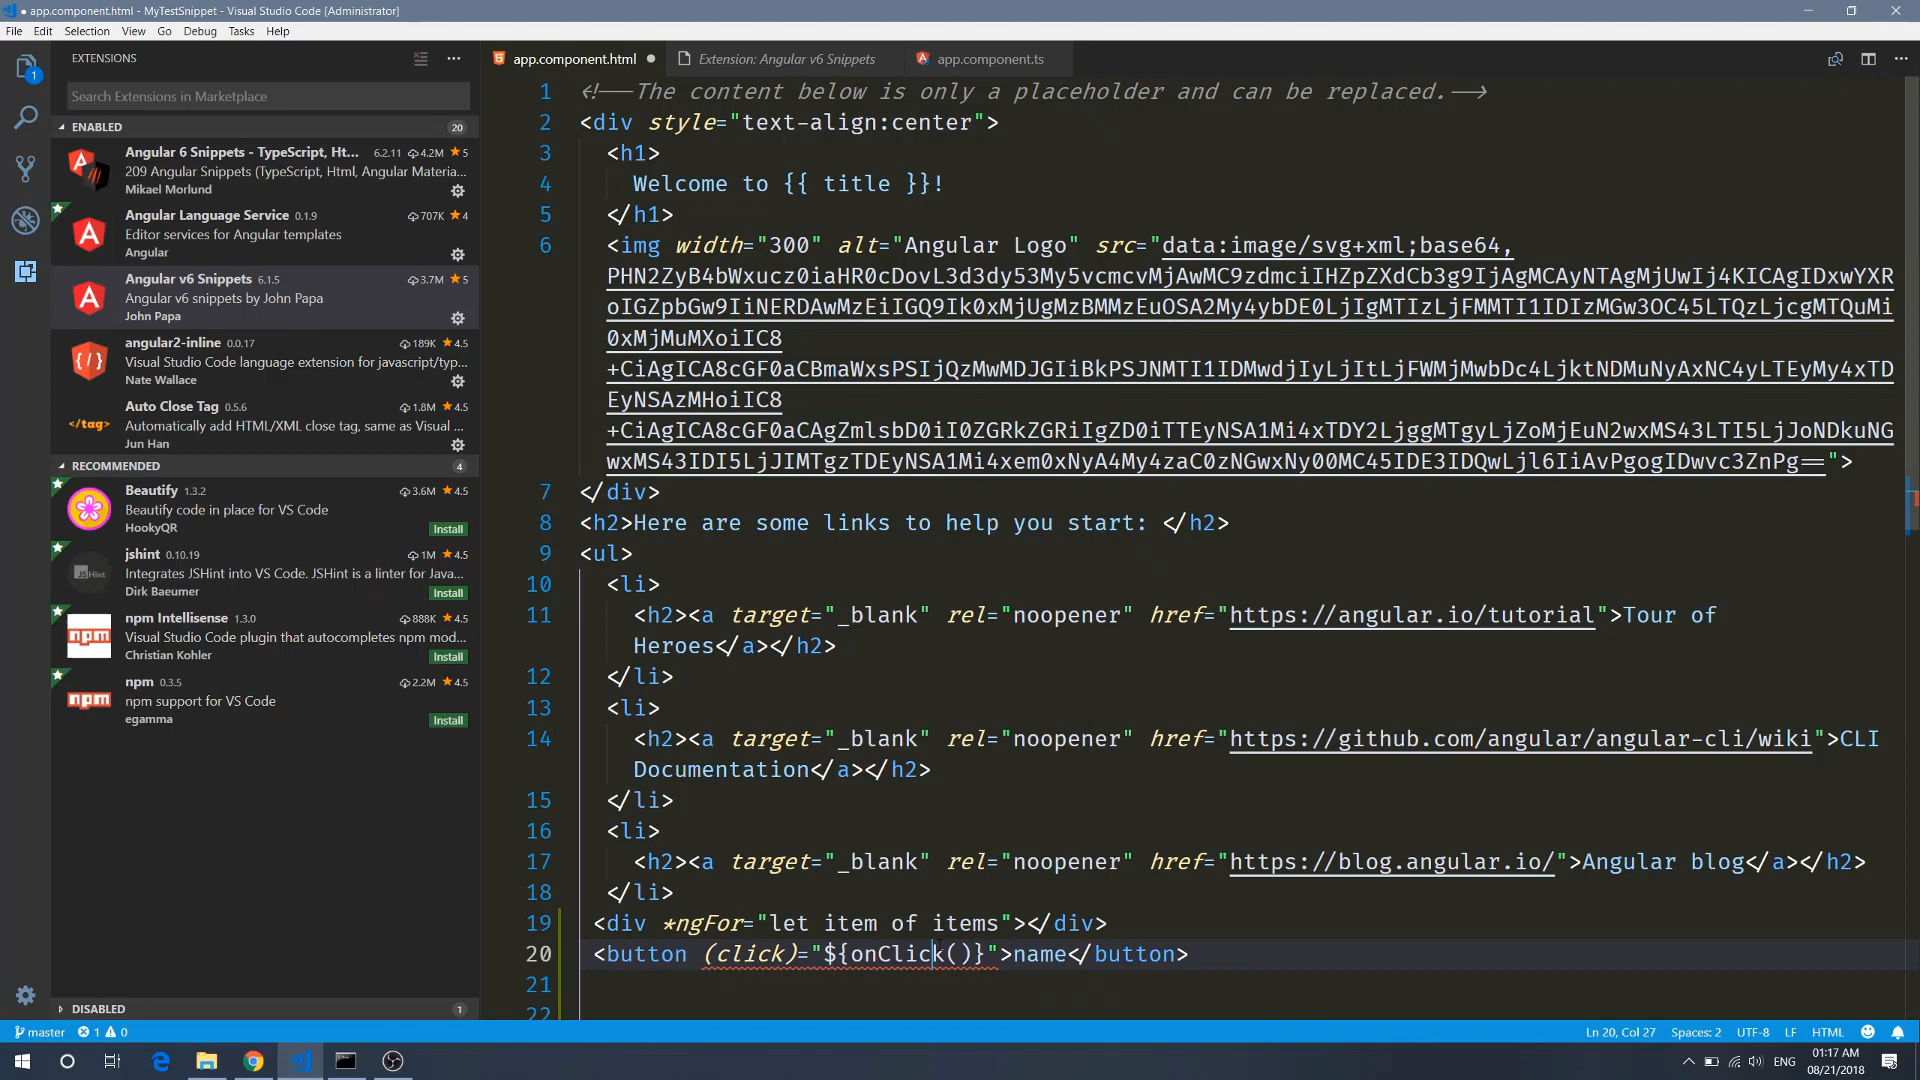 ● app.component.html - MyTestSnippet - Visual Studio Code [Administrator]
File Edit Selection View Go Debug Tasks Help
EXTENSIONS
app.component.html ●
Extension: Angular v6 Snippets
app.component.ts
1
Search Extensions in Marketplace
ENABLED 20
Angular 6 Snippets - TypeScript, Ht... 6.2.11 4.2M ★5
209 Angular Snippets (TypeScript, Html, Angular Materia...
Mikael Morlund
Angular Language Service 0.1.9 707K ★4
Editor services for Angular templates
Angular
Angular v6 Snippets 6.1.5 3.7M ★5
Angular v6 snippets by John Papa
John Papa
angular2-inline 0.0.17 189K ★4.5
Visual Studio Code language extension for javascript/typ...
Nate Wallace
</tag>
Auto Close Tag 0.5.6 1.8M ★4.5
Automatically add HTML/XML close tag, same as Visual ...
Jun Han
RECOMMENDED 4
Beautify 1.3.2 3.6M ★4.5
Beautify code in place for VS Code
HookyQR Install
JSHint
jshint 0.10.19 1M ★4.5
Integrates JSHint into VS Code. JSHint is a linter for Java...
Dirk Baeumer Install
npm
npm Intellisense 1.3.0 888K ★4.5
Visual Studio Code plugin that autocompletes npm mod...
Christian Kohler Install
npm
npm 0.3.5 2.2M ★4.5
npm support for VS Code
egamma Install
DISABLED 1
1 <!--The content below is only a placeholder and can be replaced.-->
2 <div style="text-align:center">
3 <h1>
4 Welcome to {{ title }}!
5 </h1>
6 <img width="300" alt="Angular Logo" src="data:image/svg+xml;base64,
PHN2ZyB4bWxucz0iaHR0cDovL3d3dy53My5vcmcvMjAwMC9zdmciIHZpZXdCb3g9IjAgMCAyNTAgMjUwIj4KICAgIDxwYXR
oIGZpbGw9IiNERDAwMzEiIGQ9Ik0xMjUgMzBMMzEuOSA2My4ybDE0LjIgMTIzLjFMMTI1IDIzMGw3OC45LTQzLjcgMTQuMi
0xMjMuMXoiIC8
+CiAgICA8cGF0aCBmaWxsPSIjQzMwMDJGIiBkPSJNMTI1IDMwdjIyLjItLjFWMjMwbDc4LjktNDMuNyAxNC4yLTEyMy4xTD
EyNSAzMHoiIC8
+CiAgICA8cGF0aCAgZmlsbD0iI0ZGRkZGRiIgZD0iTTEyNSA1Mi4xTDY2LjggMTgyLjZoMjEuN2wxMS43LTI5LjJoNDkuNG
wxMS43IDI5LjJIMTgzTDEyNSA1Mi4xem0xNyA4My4zaC0zNGwxNy00MC45IDE3IDQwLjl6IiAvPgogIDwvc3ZnPg==">
7 </div>
8 <h2>Here are some links to help you start: </h2>
9 <ul>
10 <li>
11 <h2><a target="_blank" rel="noopener" href="https://angular.io/tutorial">Tour of
Heroes</a></h2>
12 </li>
13 <li>
14 <h2><a target="_blank" rel="noopener" href="https://github.com/angular/angular-cli/wiki">CLI
Documentation</a></h2>
15 </li>
16 <li>
17 <h2><a target="_blank" rel="noopener" href="https://blog.angular.io/">Angular blog</a></h2>
18 </li>
19 <div *ngFor="let item of items"></div>
20 <button (click)="${onClick()}">name</button>
21
22
master 1 0
Ln 20, Col 27 Spaces: 2 UTF-8 LF HTML
ENG
01:17 AM
08/21/2018